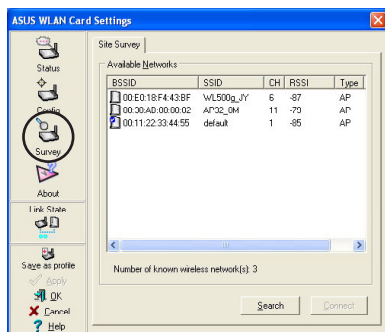 ASUS WLAN Card Settings
Status
Config
Survey
About
Link State
Save as profile
Apply
OK
Cancel
Help
Site Survey
Available Networks
BSSID SSID CH RSSI Type
00:E0:18:F4:43:BF WL500g_JY 6 -87 AP
00:30:AD:00:00:02 AP32_0M 11 -79 AP
00:11:22:33:44:55 default 1 -85 AP
Number of known wireless network(s): 3
Search
Connect